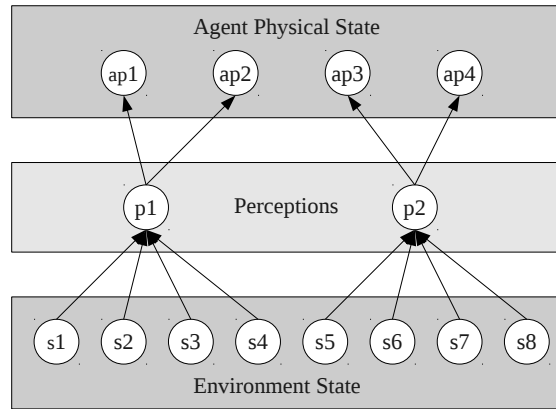 Agent Physical State
ap1 ap2 ap3 ap4
p1 Perceptions p2
s1 s2 s3 s4 s5 s6 s7 s8
Environment State